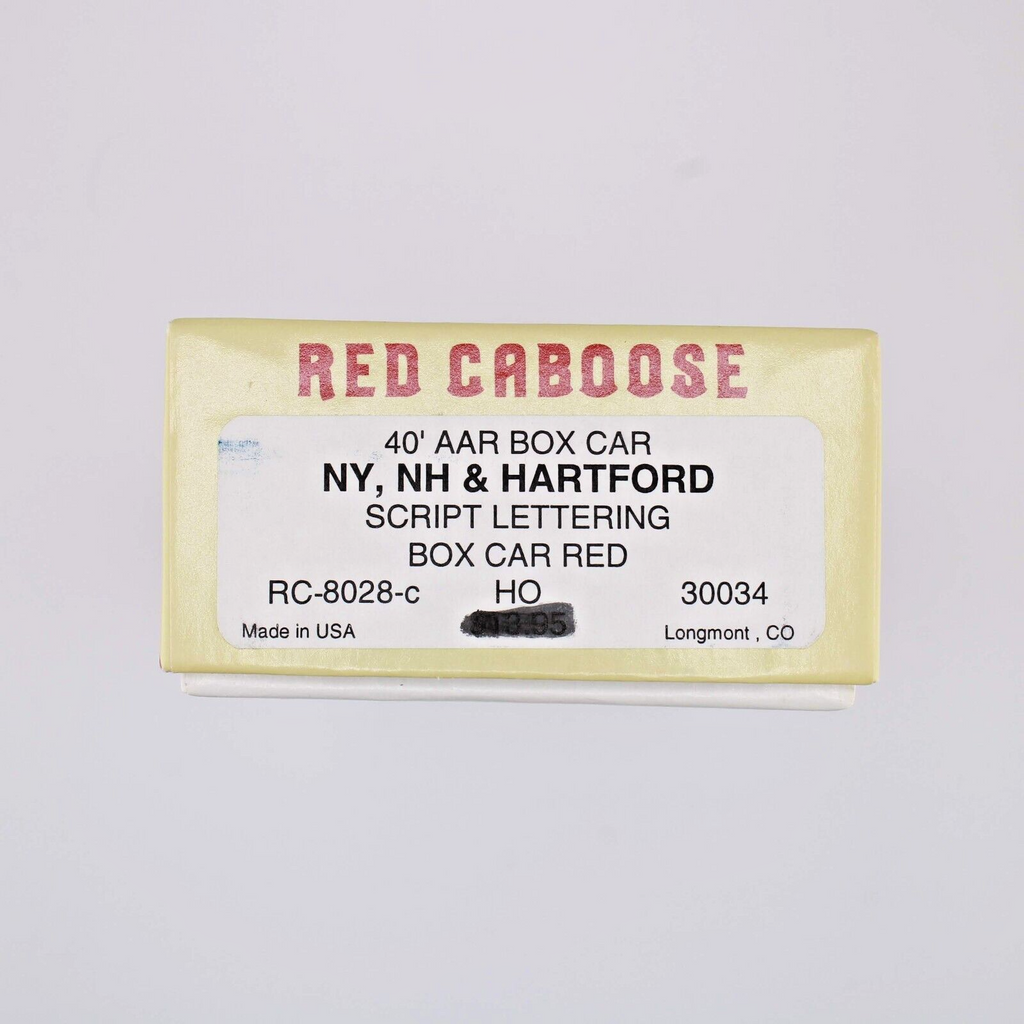 RED CABOOSE
40' AAR BOX CAR
NY, NH & HARTFORD
SCRIPT LETTERING
BOX CAR RED
RC-8028-c HO 30034
Made in USA Longmont , CO